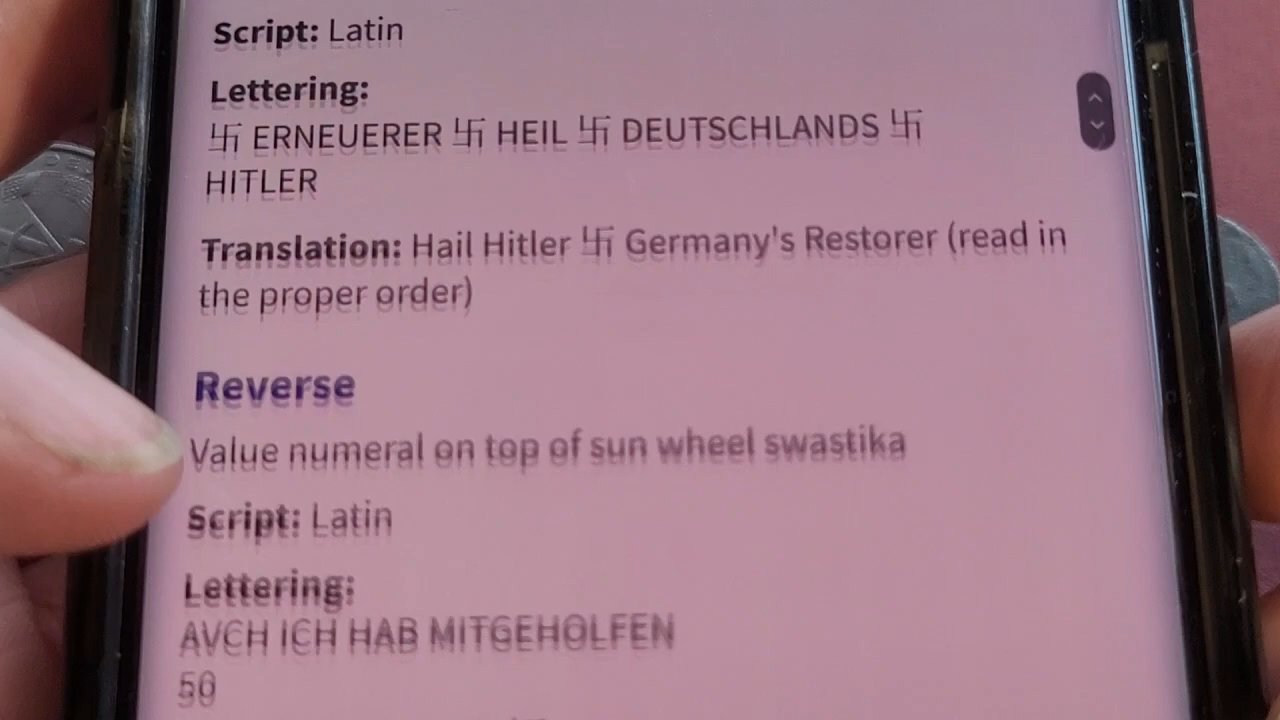 Script: Latin
Lettering:
卐 ERNEUERER 卐 HEIL 卐 DEUTSCHLANDS 卐
HITLER
Translation: Hail Hitler 卐 Germany's Restorer (read in
the proper order)
Reverse
Value numeral on top of sun wheel swastika
Script: Latin
Lettering:
AVCH ICH HAB MITGEHOLFEN
50